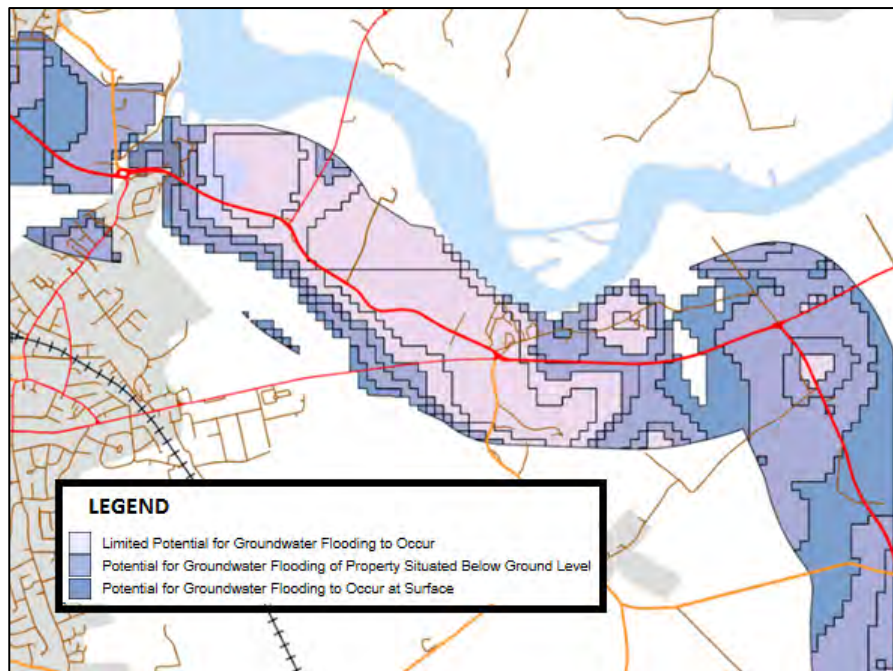 LEGEND
Limited Potential for Groundwater Flooding to Occur
Potential for Groundwater Flooding of Property Situated Below Ground Level
Potential for Groundwater Flooding to Occur at Surface